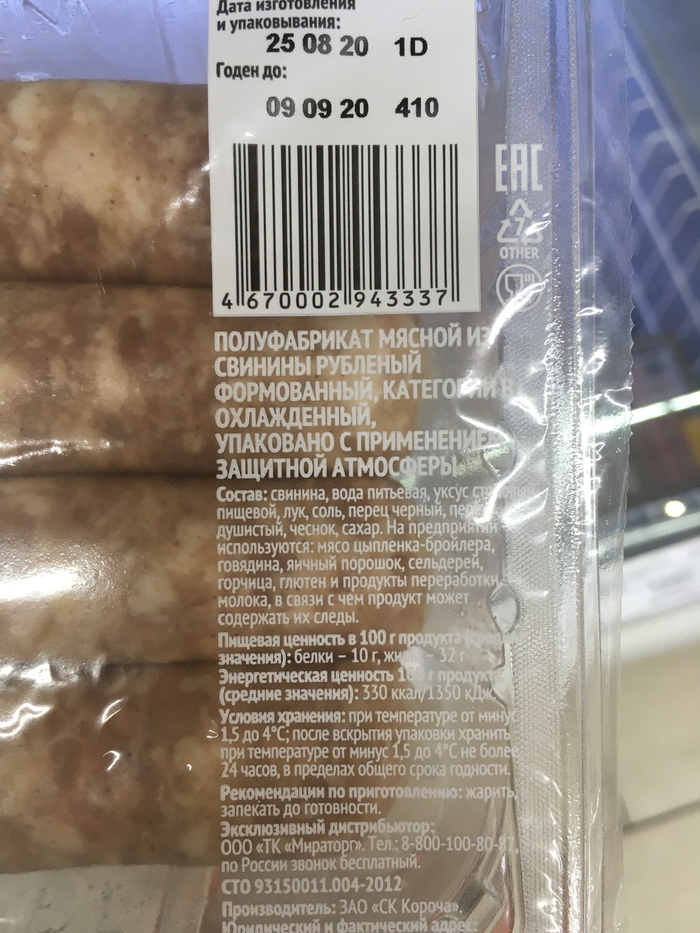 Дата изготовления
и упаковывания:
25 08 20 1D
Годен до:
09 09 20 410
4 670002 943337
EAC
7
OTHER
ПОЛУФАБРИКАТ МЯСНОЙ ИЗ
СВИНИНЫ РУБЛЕНЫЙ
ФОРМОВАННЫЙ, КАТЕГОРИИ В,
ОХЛАЖДЕННЫЙ,
УПАКОВАНО С ПРИМЕНЕНИЕМ
ЗАЩИТНОЙ АТМОСФЕРЫ
Состав: свинина, вода питьевая, уксус
пищевой, лук, соль, перец черный,
душистый, чеснок, сахар. На предприятии
используются: мясо цыпленка-бройлера,
говядина, яичный порошок, сельдерей,
горчица, глютен и продукты переработки
молока, в связи с чем продукт может
содержать их следы.
Пищевая ценность в 100 г продукта (средние
значения): белки – 10 г, жиры – 32 г
Энергетическая ценность 100 г продукта
(средние значения): 330 ккал/1350 кДж.
Условия хранения: при температуре от минус
1,5 до 4°С; после вскрытия упаковки хранить
при температуре от минус 1,5 до 4°С не более
24 часов, в пределах общего срока годности.
Рекомендации по приготовлению: жарить,
запекать до готовности.
Эксклюзивный дистрибьютор:
ООО «ТК «Мираторг». Тел.: 8-800-100-80-87,
по России звонок бесплатный.
СТО 93150011.004-2012
Производитель: ЗАО «СК Короча».
Юридический и фактический адрес: